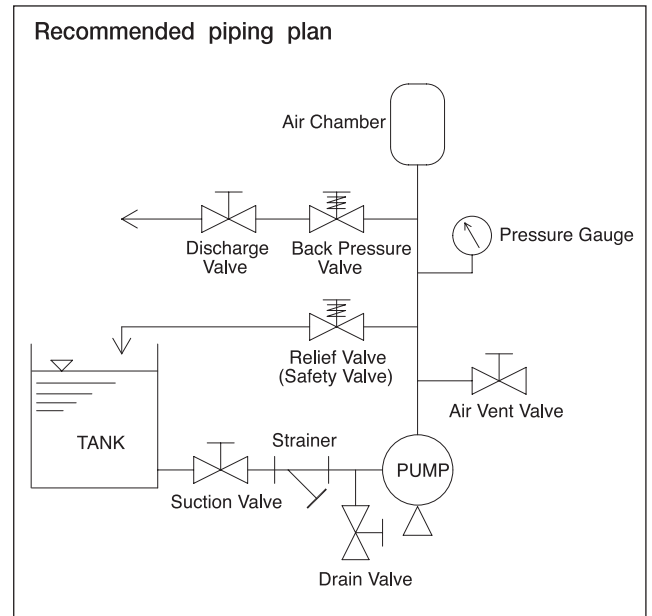 Recommended piping plan
Air Chamber
Discharge
Valve
Back Pressure
Valve
Pressure Gauge
Relief Valve
(Safety Valve)
Air Vent Valve
TANK
Strainer
PUMP
Suction Valve
Drain Valve